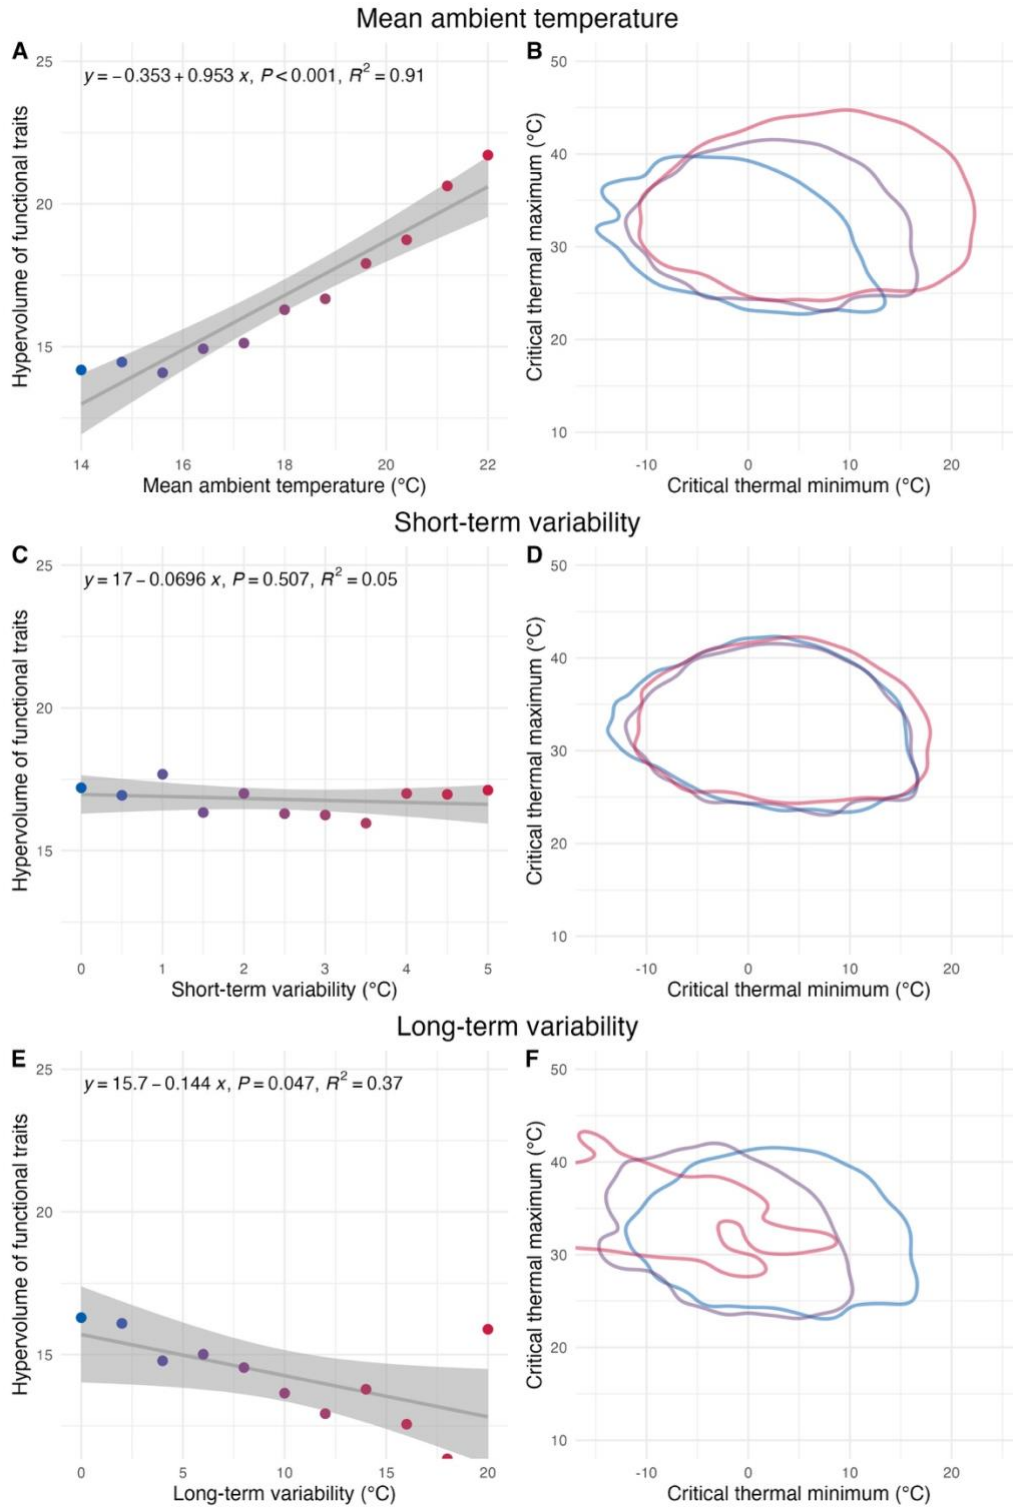 Mean ambient temperature
A
25
20
15
14
16
18
20
22
y = −0.353 + 0.953 x, P < 0.001, R² = 0.91
Hypervolume of functional traits
Mean ambient temperature (°C)
B
50
40
30
20
10
-10
0
10
20
Critical thermal maximum (°C)
Critical thermal minimum (°C)
Short-term variability
C
25
20
15
0
1
2
3
4
5
y = 17 − 0.0696 x, P = 0.507, R² = 0.05
Hypervolume of functional traits
Short-term variability (°C)
D
50
40
30
20
10
-10
0
10
20
Critical thermal maximum (°C)
Critical thermal minimum (°C)
Long-term variability
E
25
20
15
0
5
10
15
20
y = 15.7 − 0.144 x, P = 0.047, R² = 0.37
Hypervolume of functional traits
Long-term variability (°C)
F
50
40
30
20
10
-10
0
10
20
Critical thermal maximum (°C)
Critical thermal minimum (°C)